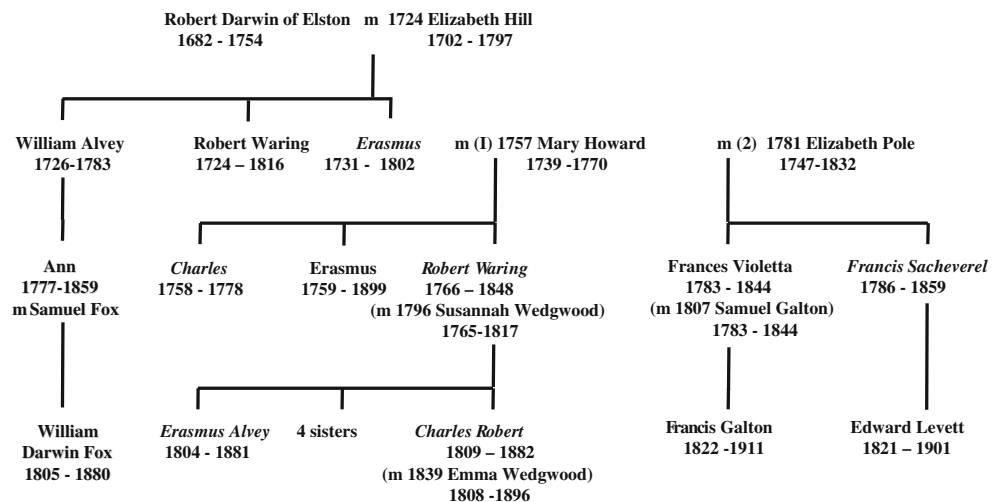 Robert Darwin of Elston m 1724 Elizabeth Hill
1682 - 1754 1702 - 1797
William Alvey Robert Waring Erasmus m (I) 1757 Mary Howard m (2) 1781 Elizabeth Pole
1726-1783 1724 – 1816 1731 - 1802 1739 -1770 1747-1832
Ann Charles Erasmus Robert Waring Frances Violetta Francis Sacheverel
1777-1859 1758 - 1778 1759 - 1899 1766 – 1848 1783 - 1844 1786 - 1859
m Samuel Fox (m 1796 Susannah Wedgwood) (m 1807 Samuel Galton)
1765-1817 1783 - 1844
William Erasmus Alvey 4 sisters Charles Robert Francis Galton Edward Levett
Darwin Fox 1804 - 1881 1809 – 1882 1822 -1911 1821 – 1901
1805 - 1880 (m 1839 Emma Wedgwood)
1808 -1896